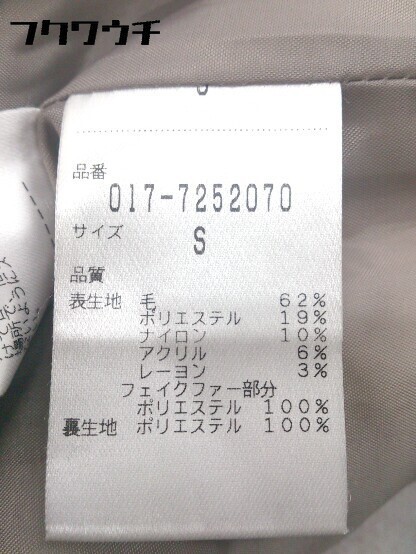 フクワウチ
品番
017-7252070
サイズ
S
品質
表生地 毛 62%
ポリエステル 19%
ナイロン 10%
アクリル 6%
レーヨン 3%
フェイクファー部分
ポリエステル 100%
裏生地 ポリエステル 100%